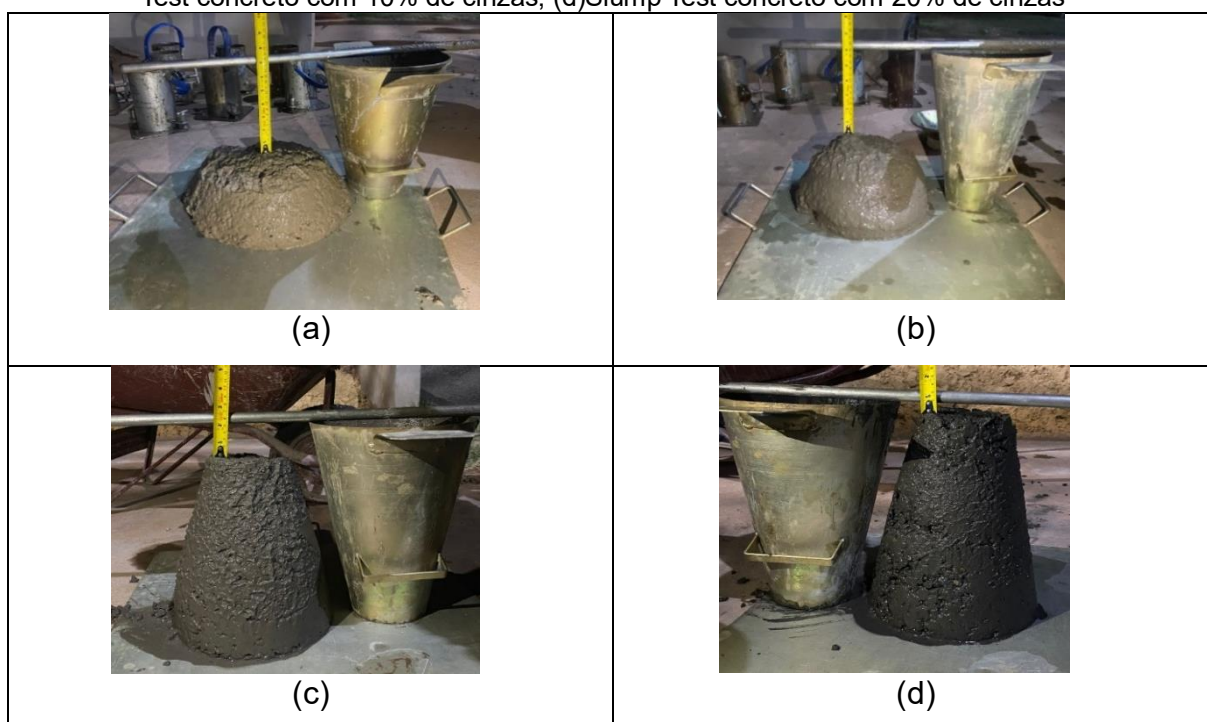 Test concreto com 10% de cinzas; (d)Slump Test concreto com 20% de cinzas
(a)
(b)
(c)
(d)